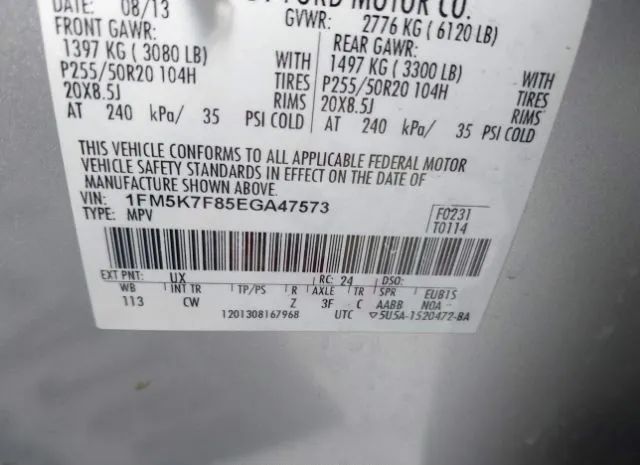 DATE: 08/13
FORD MOTOR CO.
GVWR: 2776 KG ( 6120 LB)
FRONT GAWR:
1397 KG ( 3080 LB)
P255/50R20 104H TIRES
20X8.5J RIMS
AT 240 kPa/ 35 PSI COLD
REAR GAWR:
1497 KG ( 3300 LB)
P255/50R20 104H TIRES
20X8.5J RIMS
AT 240 kPa/ 35 PSI COLD
THIS VEHICLE CONFORMS TO ALL APPLICABLE FEDERAL MOTOR
VEHICLE SAFETY STANDARDS IN EFFECT ON THE DATE OF
MANUFACTURE SHOWN ABOVE.
VIN: 1FM5K7F85EGA47573
TYPE: MPV
F0231
T0114
EXT PNT: UX RC: 24 DSO:
WB INT TR TP/PS R AXLE TR SPR EUB1S
113 CW Z 3F C AABB NOA
1201308167968 UTC ▽5U5A-1520472-BA